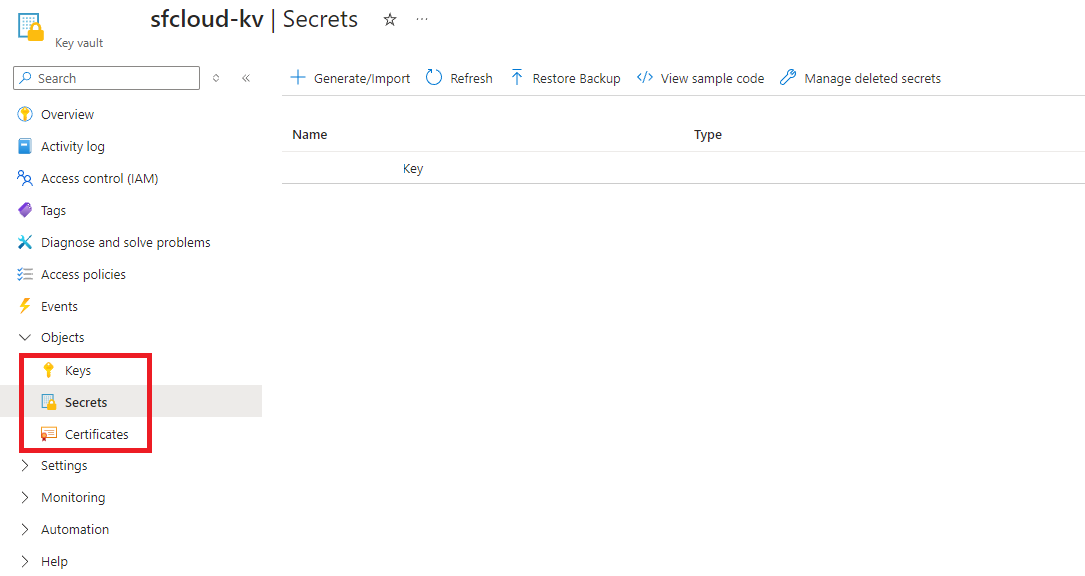 sfcloud-kv | Secrets
Key vault
Search
Overview
Activity log
Access control (IAM)
Tags
Diagnose and solve problems
Access policies
Events
Objects
Keys
Secrets
Certificates
Settings
Monitoring
Automation
Help
Generate/Import Refresh Restore Backup View sample code Manage deleted secrets
Name Type
Key